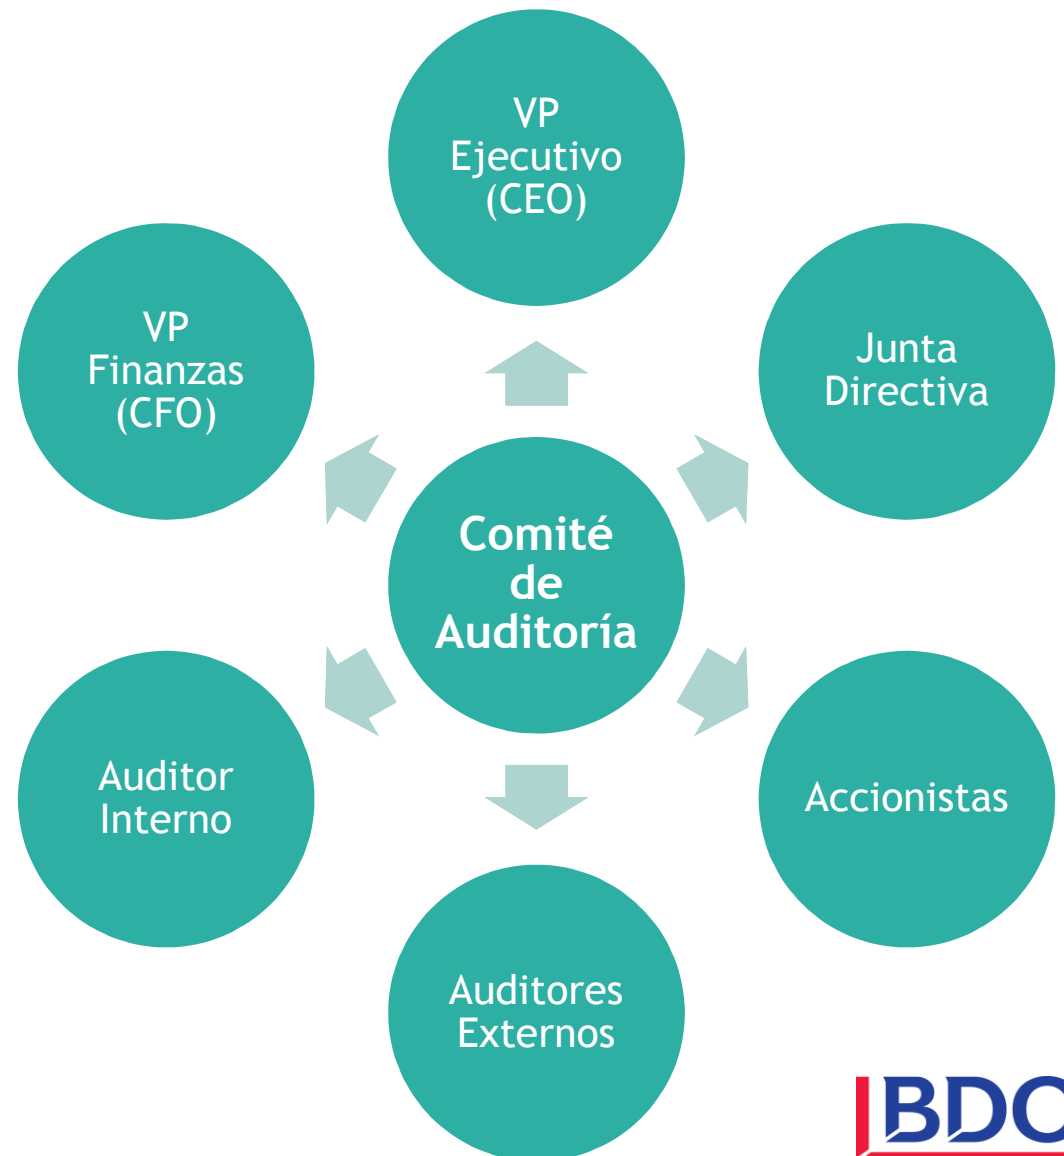 VP
Ejecutivo
(CEO)
VP
Finanzas
(CFO)
Junta
Directiva
Comité
de
Auditoría
Auditor
Interno
Accionistas
Auditores
Externos
BDO